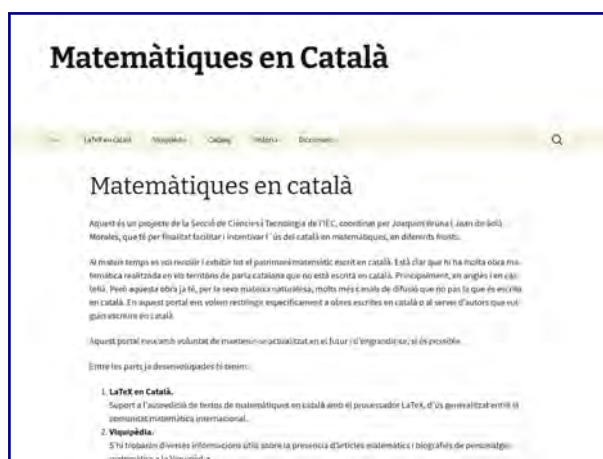 Matemàtiques en Català
LaTeX en Català Viquipèdia Catàleg Història Diccionaris
Matemàtiques en català
Aquest és un projecte de la Secció de Ciències i Tecnologia de l'IEC, coordinat per Joaquim Bruna i Joan de Solà
Morales, que té per finalitat facilitar i incentivar l'ús del català en matemàtiques, en diferents fronts.
Al mateix temps es vol recollir i exhibir tot el patrimoni matemàtic escrit en català. Està clar que hi ha molta obra ma-
temàtica realitzada en els territoris de parla catalana que no està escrita en català. Principalment, en anglès i en cas-
tellà. Però aquesta obra ja té, per la seva mateixa naturalesa, molts més canals de difusió que no pas la que és escrita
en català. En aquest portal ens volem restringir específicament a obres escrites en català o al servei d'autors que vul-
guin escriure en català.
Aquest portal neix amb voluntat de mantenir-se actualitzat en el futur i d'engrandir-se, si és possible.
Entre les parts ja desenvolupades hi tenim:
1. LaTeX en Català.
Suport a l'autoedició de textos de matemàtiques en català amb el processador LaTeX, d'ús generalitzat entre la
comunitat matemàtica internacional.
2. Viquipèdia.
S'hi trobaran diverses informacions útils sobre la presència d'articles matemàtics i biografies de personatges